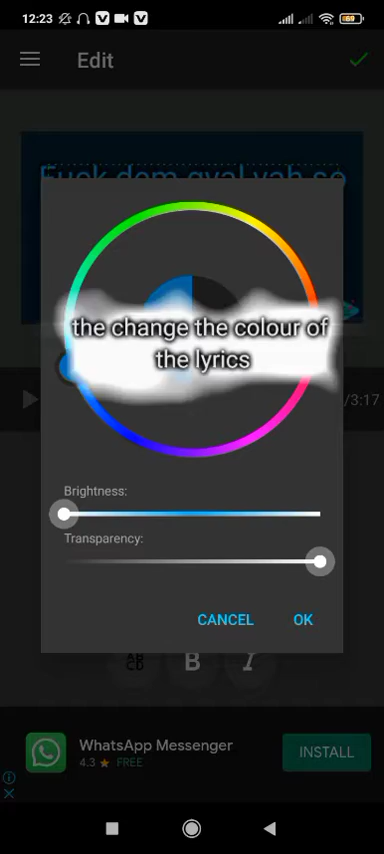 12:23
69
Edit
Fuck dem gyal yah so
the change the colour of
the lyrics
/3:17
Brightness:
Transparency:
CANCEL
OK
B I
WhatsApp Messenger
4.3 ★ FREE
INSTALL